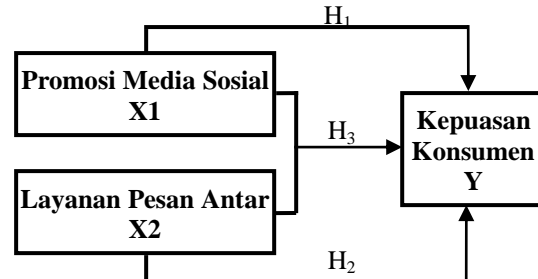 H₁
Promosi Media Sosial
X1
H₃
Kepuasan
Konsumen
Y
Layanan Pesan Antar
X2
H₂